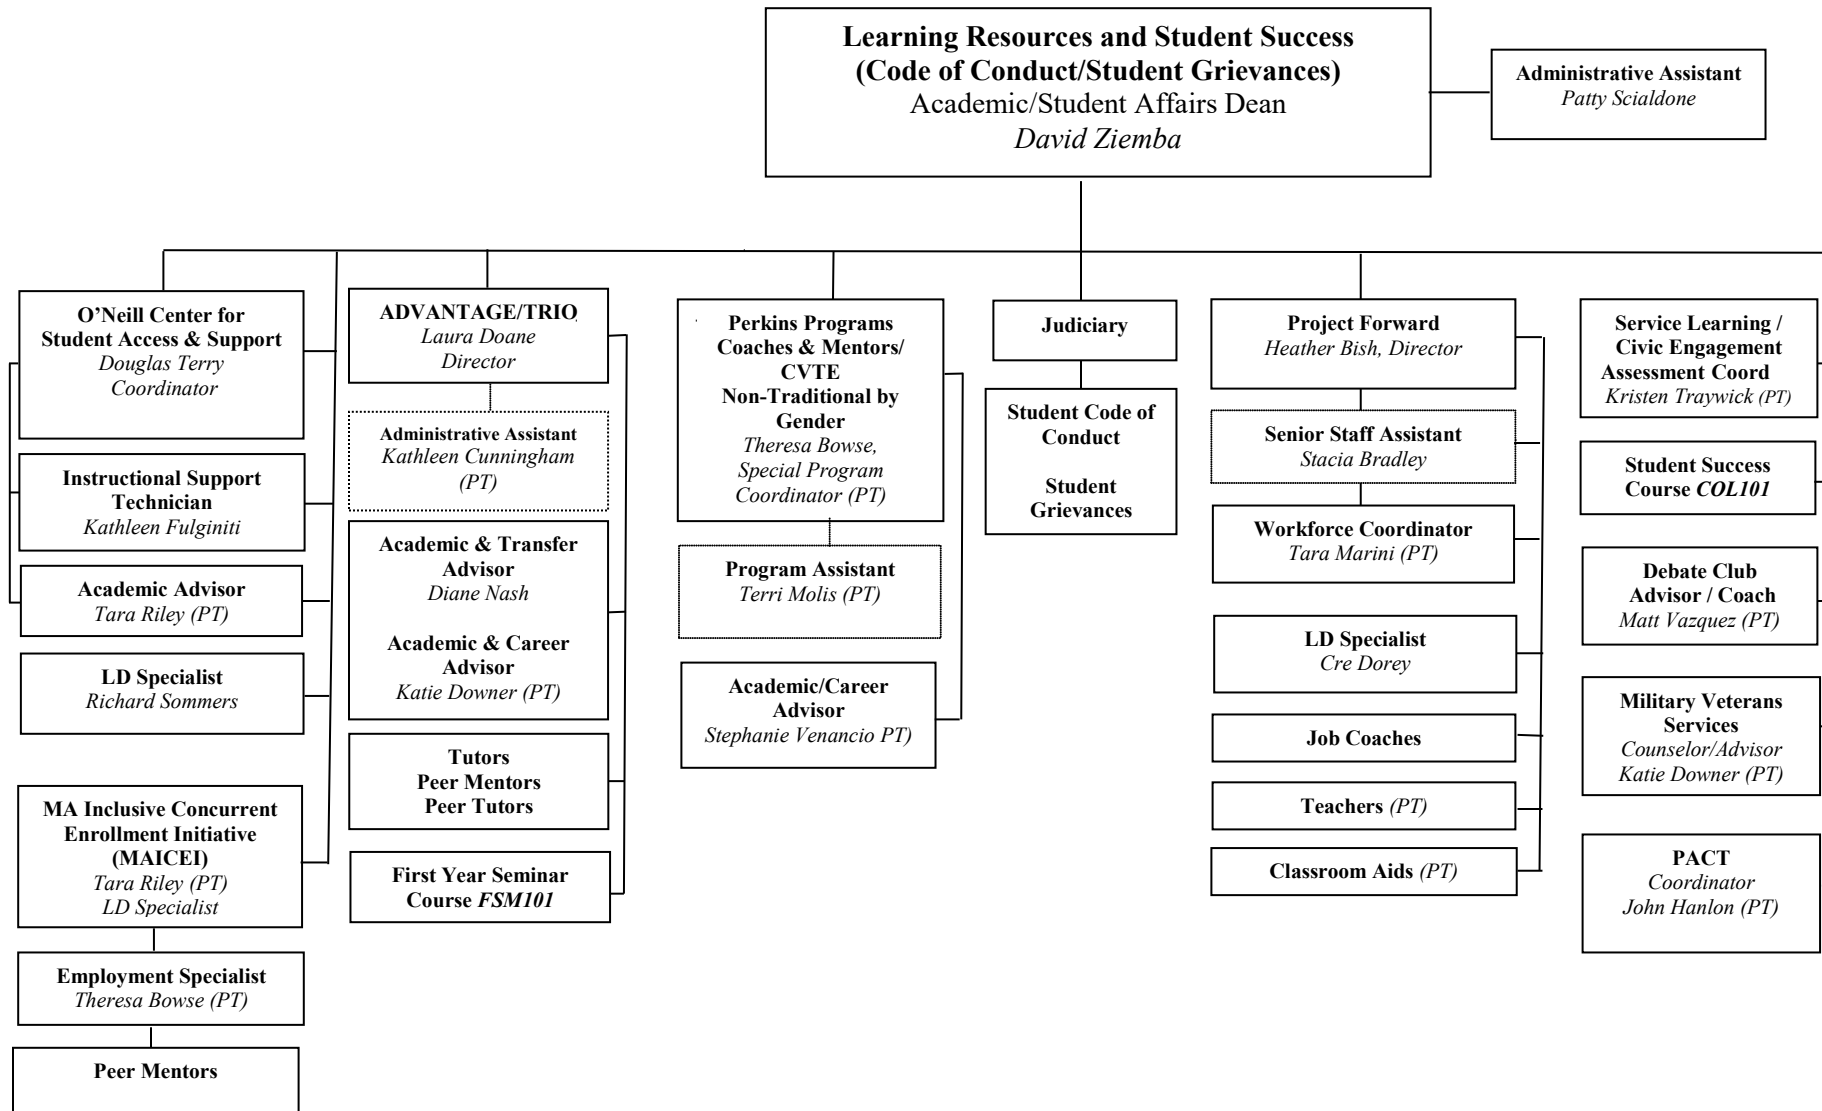 Learning Resources and Student Success
(Code of Conduct/Student Grievances)
Academic/Student Affairs Dean
David Ziemba
Administrative Assistant
Patty Scialdone
O’Neill Center for
Student Access & Support
Douglas Terry
Coordinator
Instructional Support
Technician
Kathleen Fulginiti
Academic Advisor
Tara Riley (PT)
LD Specialist
Richard Sommers
MA Inclusive Concurrent
Enrollment Initiative
(MAICEI)
Tara Riley (PT)
LD Specialist
Employment Specialist
Theresa Bowse (PT)
Peer Mentors
ADVANTAGE/TRIO
Laura Doane
Director
Administrative Assistant
Kathleen Cunningham
(PT)
Academic & Transfer
Advisor
Diane Nash
Academic & Career
Advisor
Katie Downer (PT)
Tutors
Peer Mentors
Peer Tutors
First Year Seminar
Course FSM101
Perkins Programs
Coaches & Mentors/
CVTE
Non-Traditional by
Gender
Theresa Bowse,
Special Program
Coordinator (PT)
Program Assistant
Terri Molis (PT)
Academic/Career
Advisor
Stephanie Venancio PT)
Judiciary
Student Code of
Conduct
Student
Grievances
Project Forward
Heather Bish, Director
Senior Staff Assistant
Stacia Bradley
Workforce Coordinator
Tara Marini (PT)
LD Specialist
Cre Dorey
Job Coaches
Teachers (PT)
Classroom Aids (PT)
Service Learning /
Civic Engagement
Assessment Coord
Kristen Traywick (PT)
Student Success
Course COL101
Debate Club
Advisor / Coach
Matt Vazquez (PT)
Military Veterans
Services
Counselor/Advisor
Katie Downer (PT)
PACT
Coordinator
John Hanlon (PT)